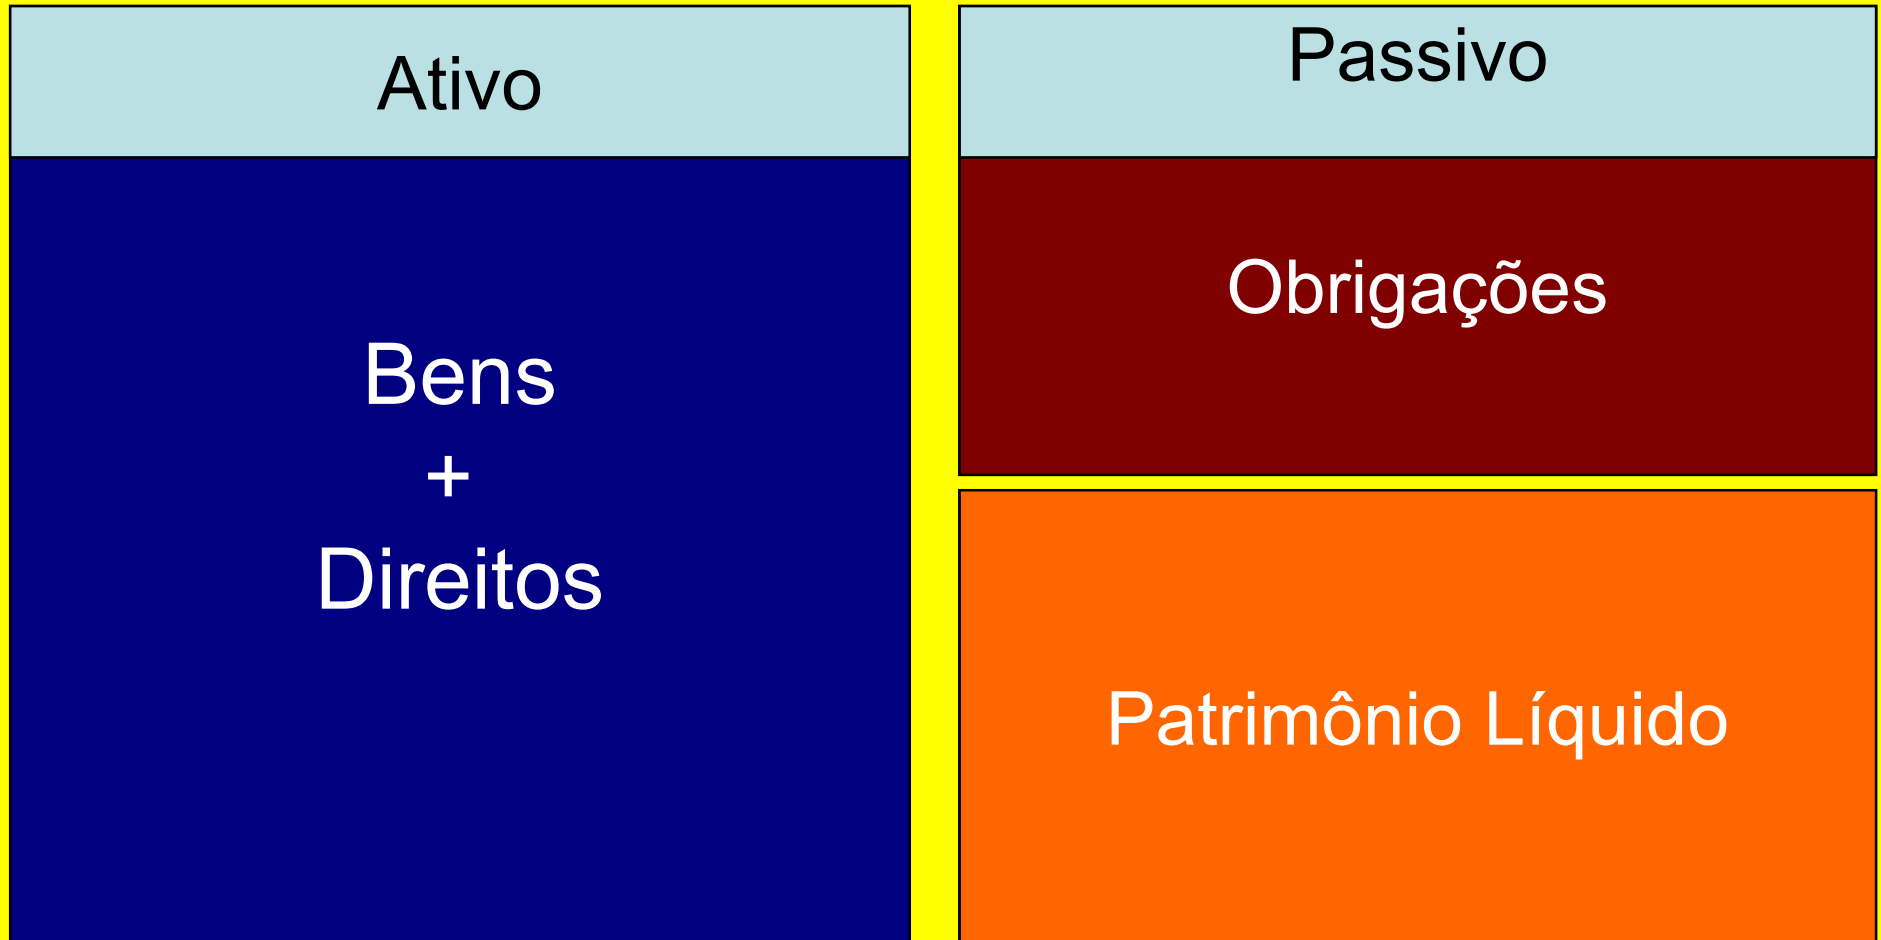 Ativo
Bens
+
Direitos
Passivo
Obrigações
Patrimônio Líquido